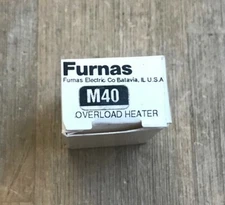 Furnas
Furnas Electric Co Batavia, IL U.S.A
M40
OVERLOAD HEATER